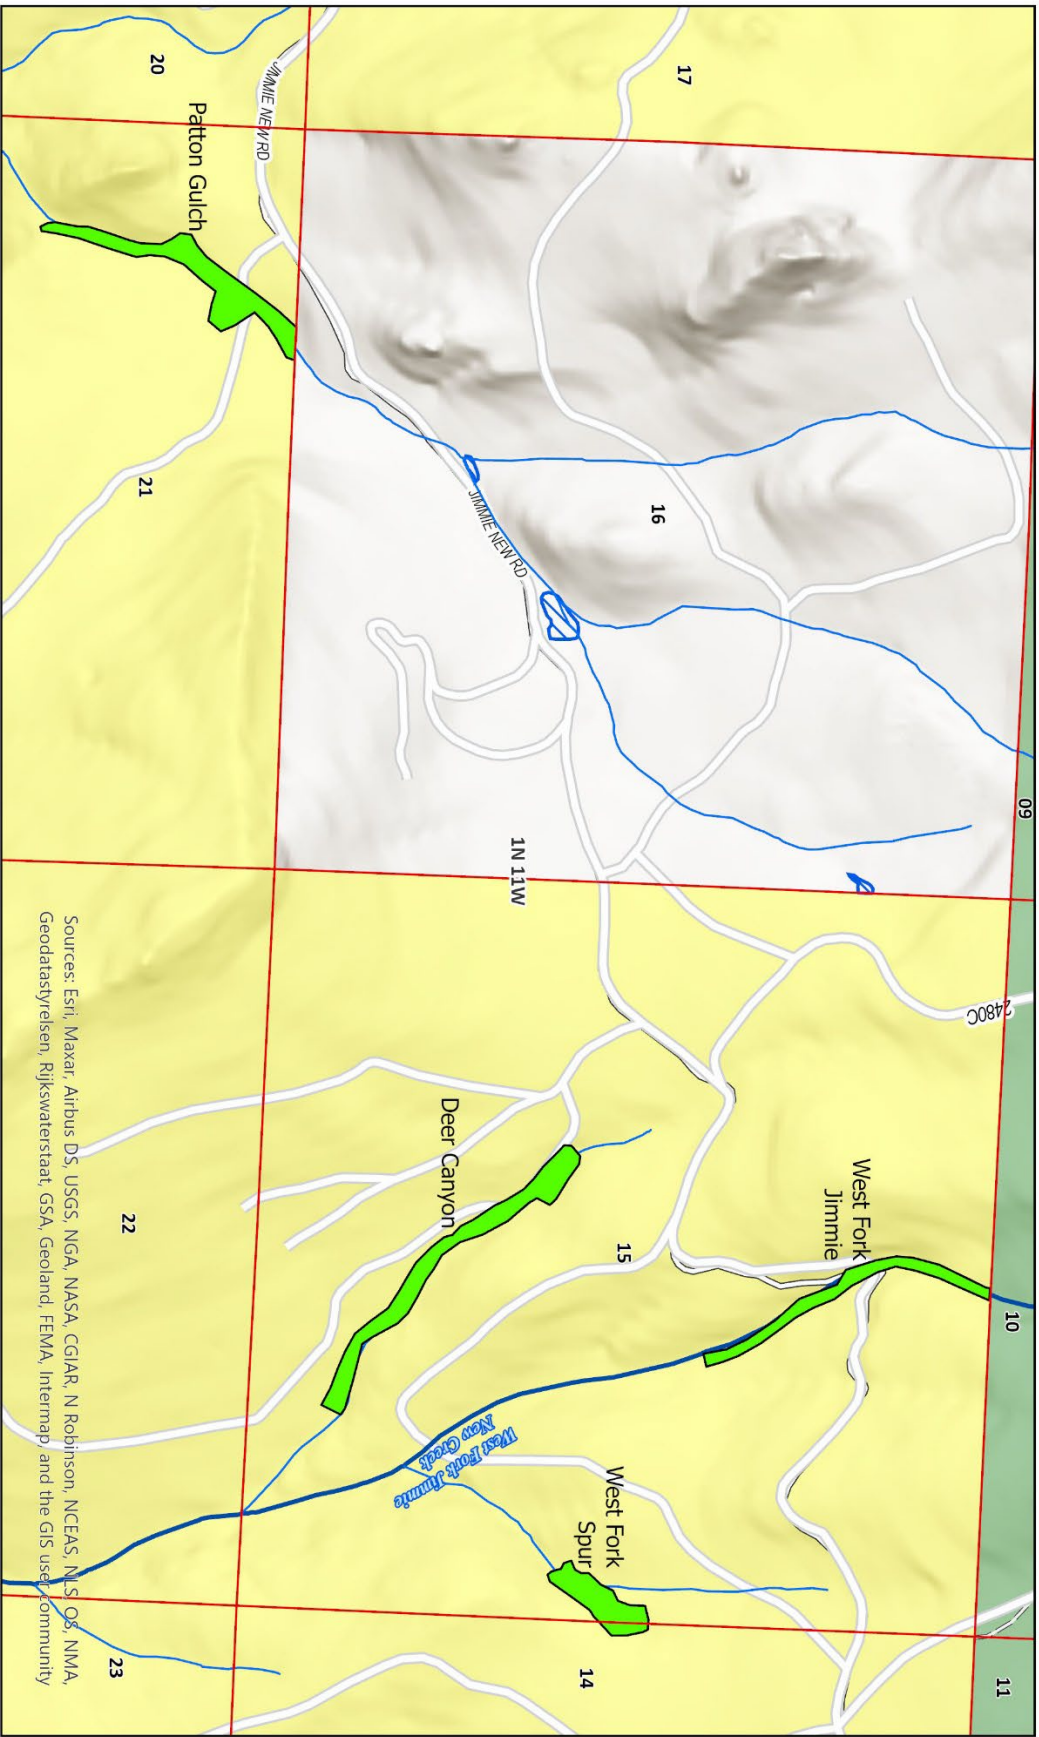 17
20
JIMMIE NEW RD
Patton Gulch
16
JIMMIE NEW RD
21
09
1N 11W
2480C
Deer Canyon
West Fork
Jimmie
15
22
10
West Fork Jimmie
New Creek
West Fork
Spur
14
11
23
Sources: Esri, Maxar, Airbus DS, USGS, NGA, NASA, CGIAR, N Robinson, NCEAS, NLS, OS, NMA,
Geodatastyrelsen, Rijkswaterstaat, GSA, Geoland, FEMA, Intermap, and the GIS user community